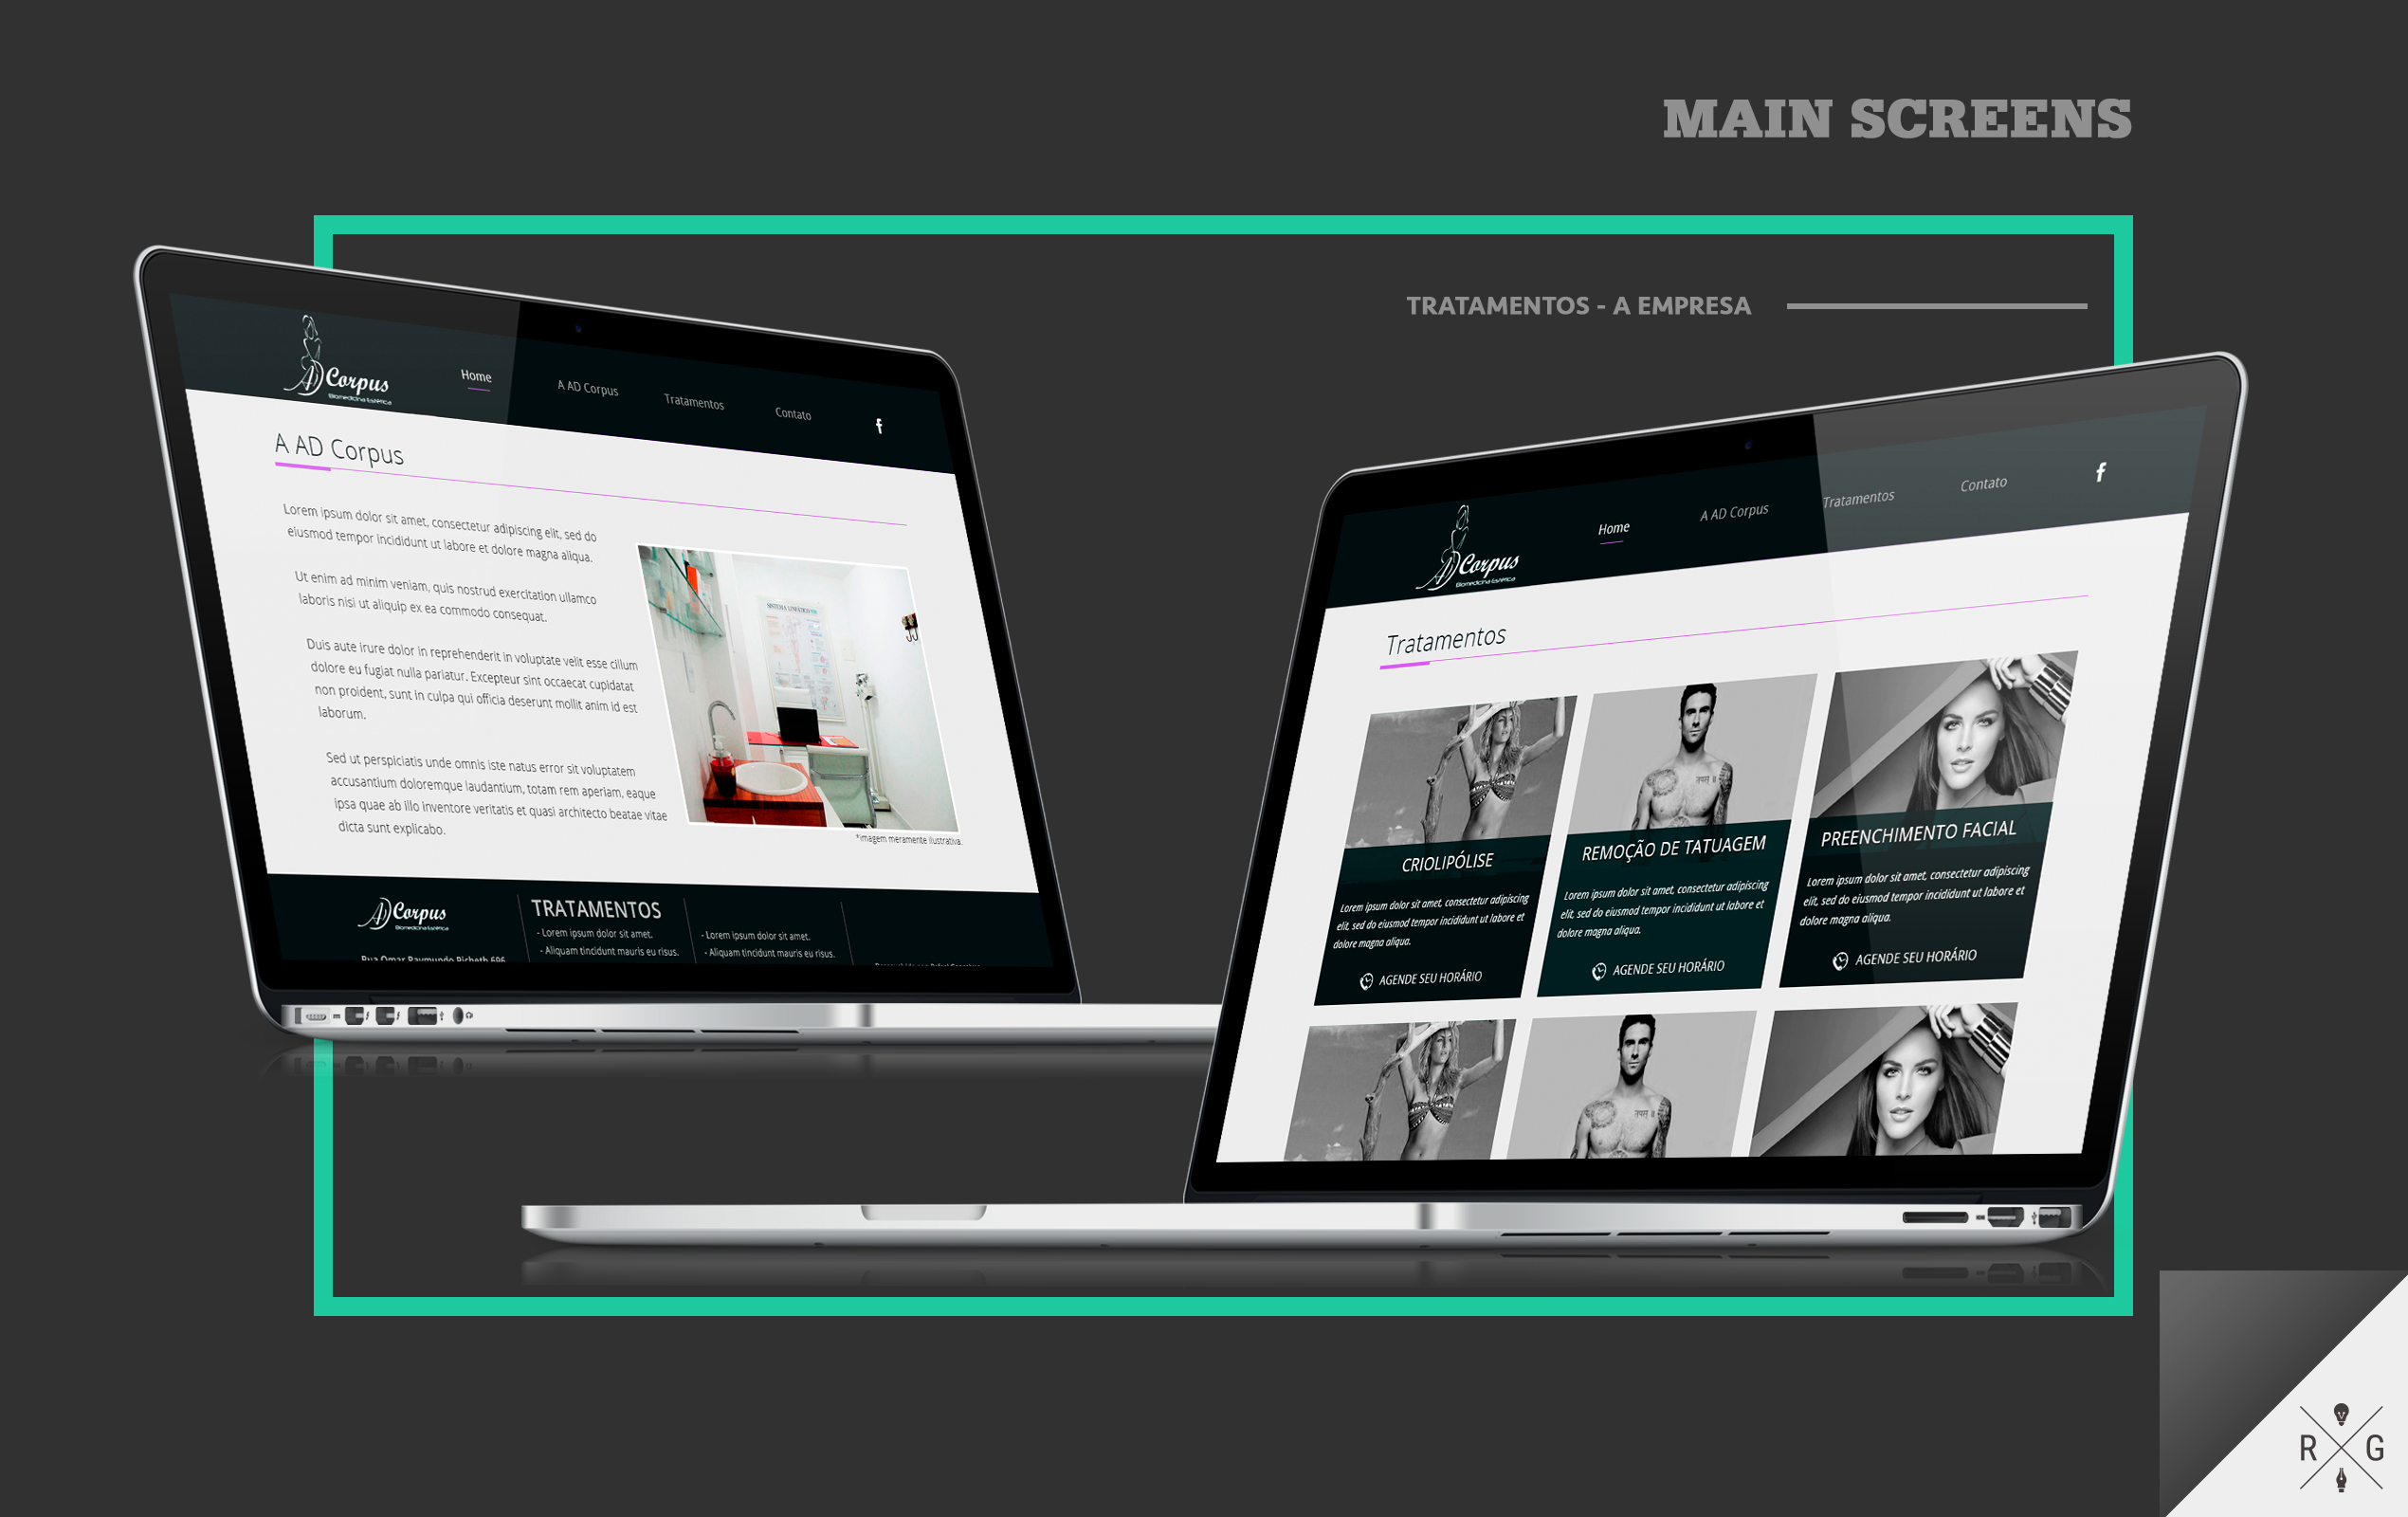 MAIN SCREENS
TRATAMENTOS - A EMPRESA
AD Corpus
Biomedicina Estética
Home
A AD Corpus
Tratamentos
Contato
f
A AD Corpus
Lorem ipsum dolor sit amet, consectetur adipiscing elit, sed do
eiusmod tempor incididunt ut labore et dolore magna aliqua.
Ut enim ad minim veniam, quis nostrud exercitation ullamco
laboris nisi ut aliquip ex ea commodo consequat.
Duis aute irure dolor in reprehenderit in voluptate velit esse cillum
dolore eu fugiat nulla pariatur. Excepteur sint occaecat cupidatat
non proident, sunt in culpa qui officia deserunt mollit anim id est
laborum.
Sed ut perspiciatis unde omnis iste natus error sit voluptatem
accusantium doloremque laudantium, totam rem aperiam, eaque
ipsa quae ab illo inventore veritatis et quasi architecto beatae vitae
dicta sunt explicabo.
SISTEMA LINFÁTICO
*imagem meramente ilustrativa.
AD Corpus
Biomedicina Estética
TRATAMENTOS
- Lorem ipsum dolor sit amet.
- Aliquam tincidunt mauris eu risus.
- Lorem ipsum dolor sit amet.
- Aliquam tincidunt mauris eu risus.
Rua Omar Raymundo Picheth 696
AD Corpus
Biomedicina Estética
Home
A AD Corpus
Tratamentos
Contato
f
Tratamentos
CRIOLIPÓLISE
Lorem ipsum dolor sit amet, consectetur adipiscing
elit, sed do eiusmod tempor incididunt ut labore et
dolore magna aliqua.
AGENDE SEU HORÁRIO
REMOÇÃO DE TATUAGEM
Lorem ipsum dolor sit amet, consectetur adipiscing
elit, sed do eiusmod tempor incididunt ut labore et
dolore magna aliqua.
AGENDE SEU HORÁRIO
PREENCHIMENTO FACIAL
Lorem ipsum dolor sit amet, consectetur adipiscing
elit, sed do eiusmod tempor incididunt ut labore et
dolore magna aliqua.
AGENDE SEU HORÁRIO
R G